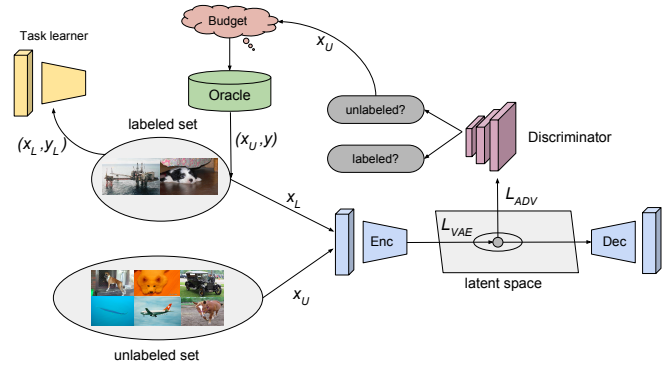 Budget
Task learner
x_U
Oracle
unlabeled?
(x_L ,y_L)
labeled set
(x_U ,y)
Discriminator
labeled?
x_L
L_ADV
Enc
L_VAE
Dec
latent space
x_U
unlabeled set